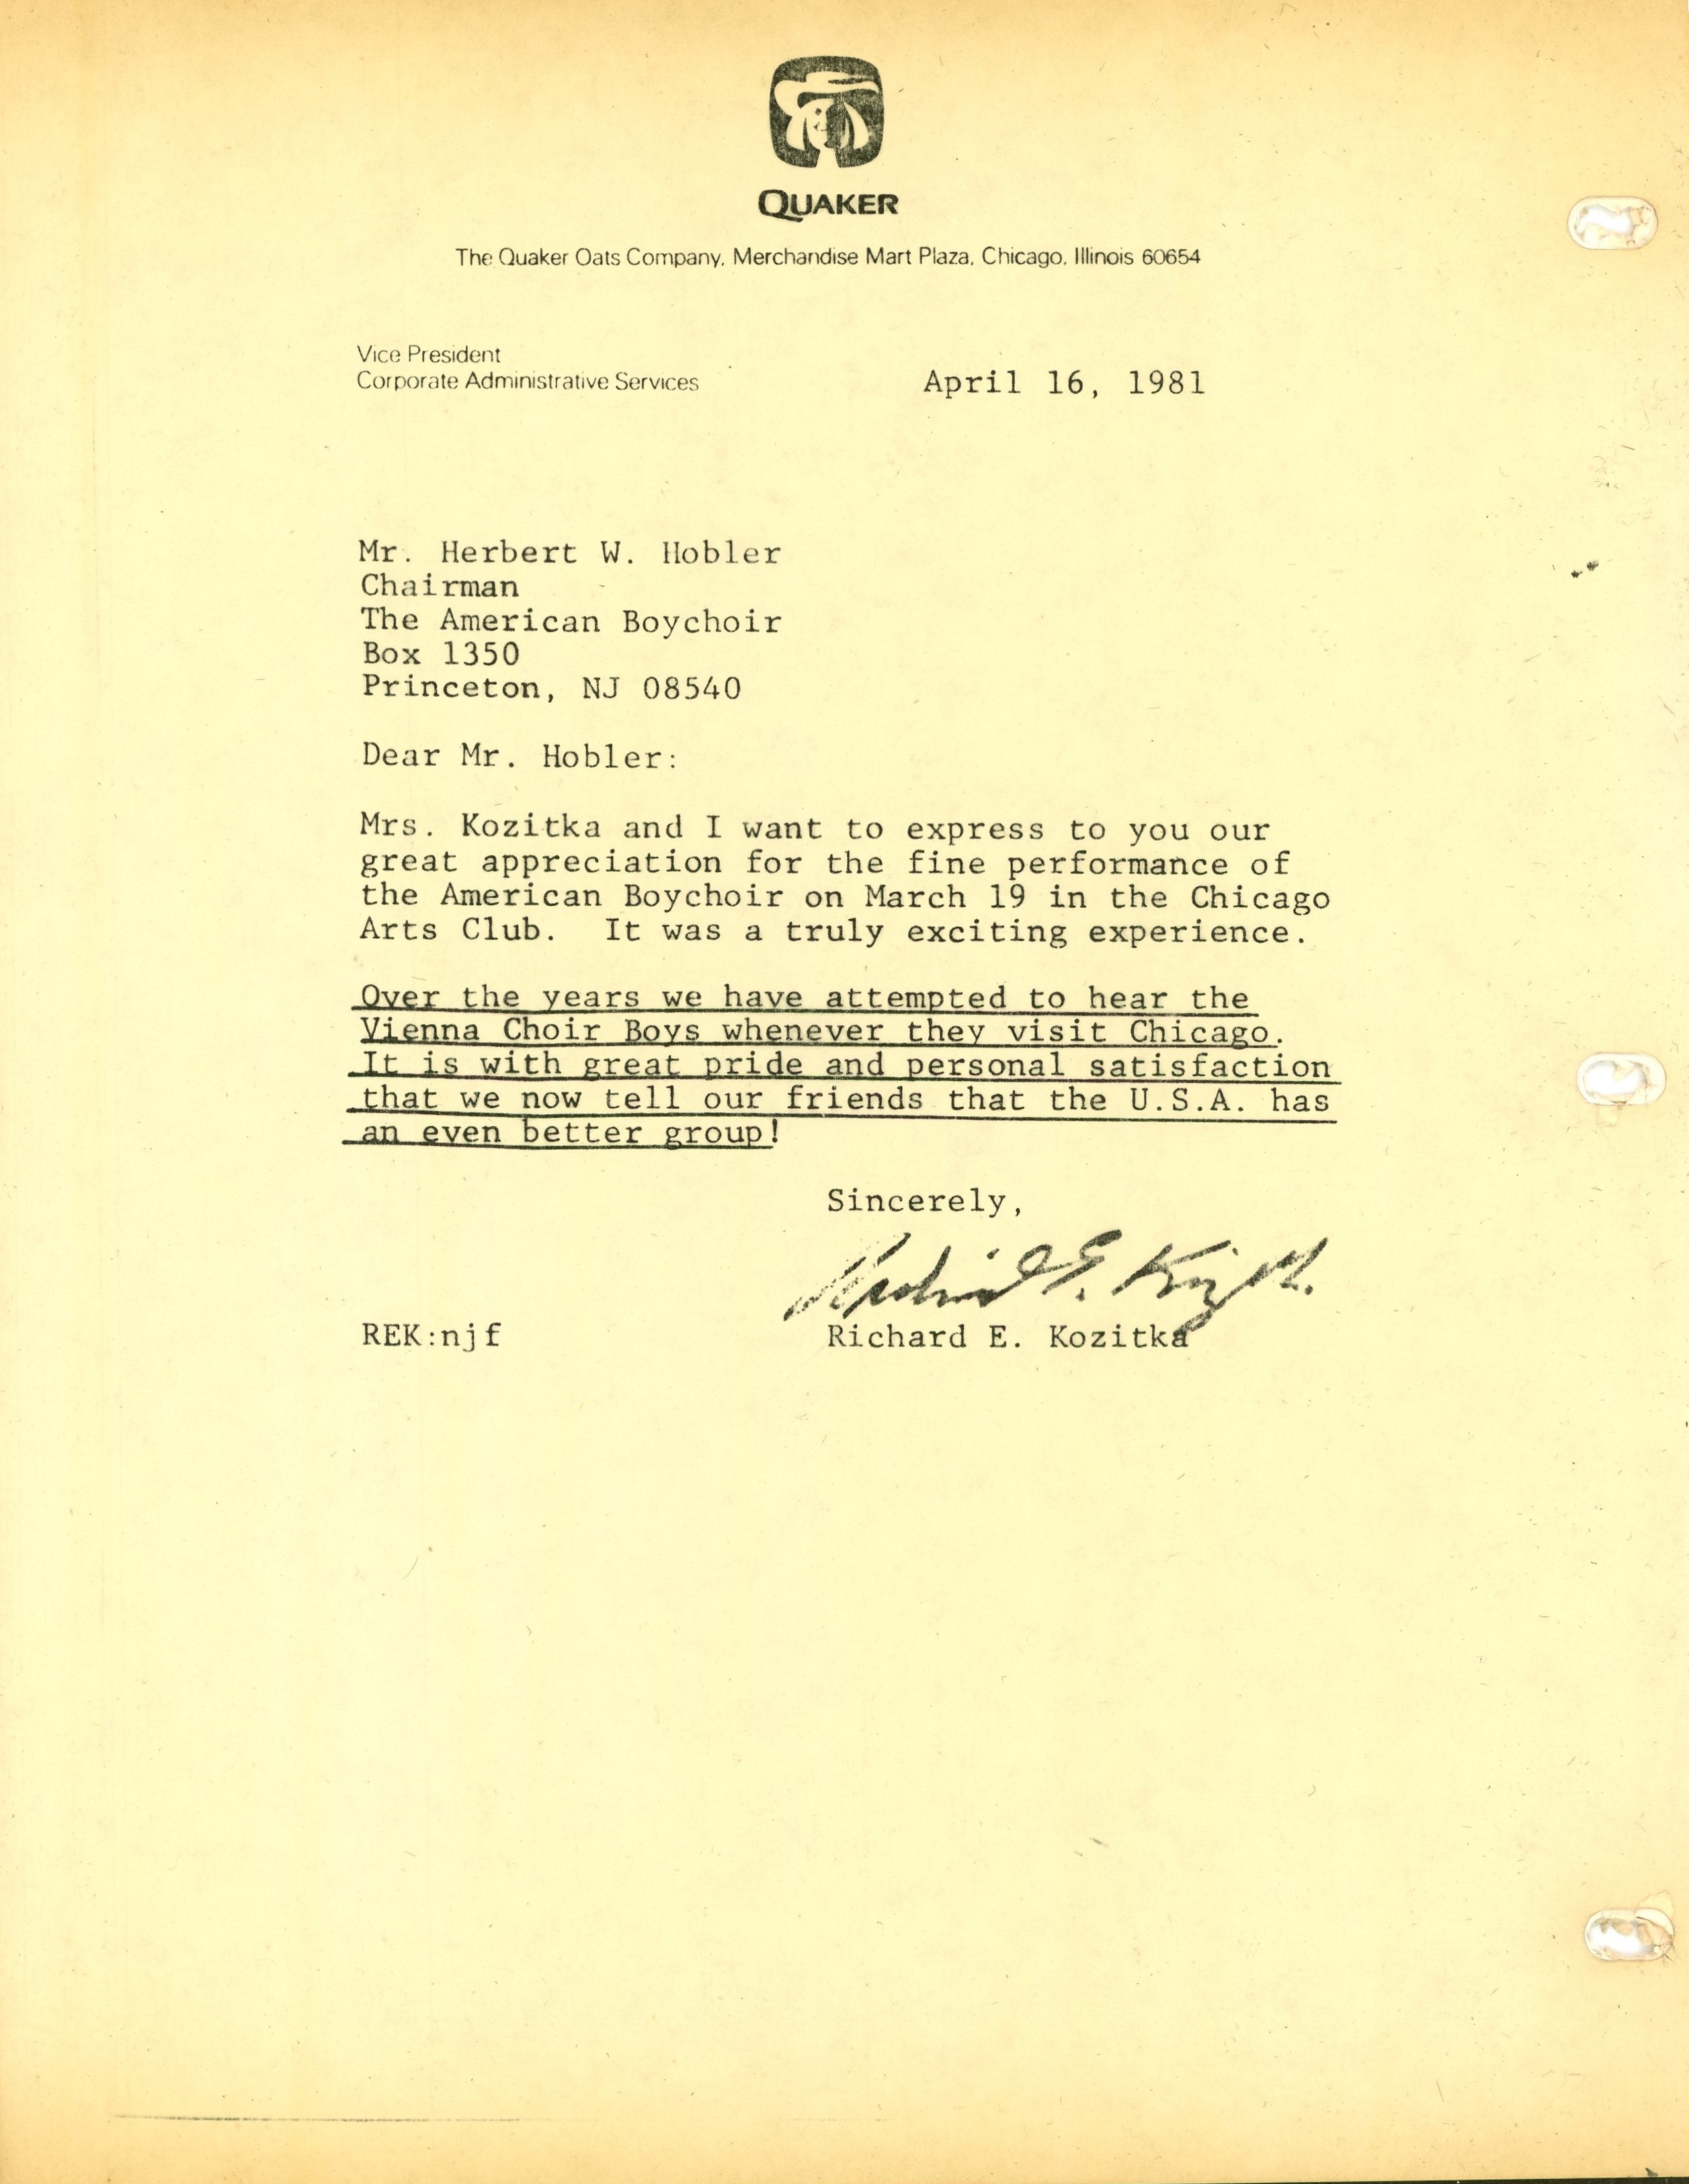 QUAKER
The Quaker Oats Company, Merchandise Mart Plaza, Chicago, Illinois 60654
Vice President
Corporate Administrative Services
April 16, 1981
Mr. Herbert W. Hobler
Chairman
The American Boychoir
Box 1350
Princeton, NJ 08540
Dear Mr. Hobler:
Mrs. Kozitka and I want to express to you our
great appreciation for the fine performance of
the American Boychoir on March 19 in the Chicago
Arts Club. It was a truly exciting experience.
Over the years we have attempted to hear the
Vienna Choir Boys whenever they visit Chicago.
It is with great pride and personal satisfaction
that we now tell our friends that the U.S.A. has
an even better group!
Sincerely,
Richard E. Kozitka
REK:njf
Richard E. Kozitka